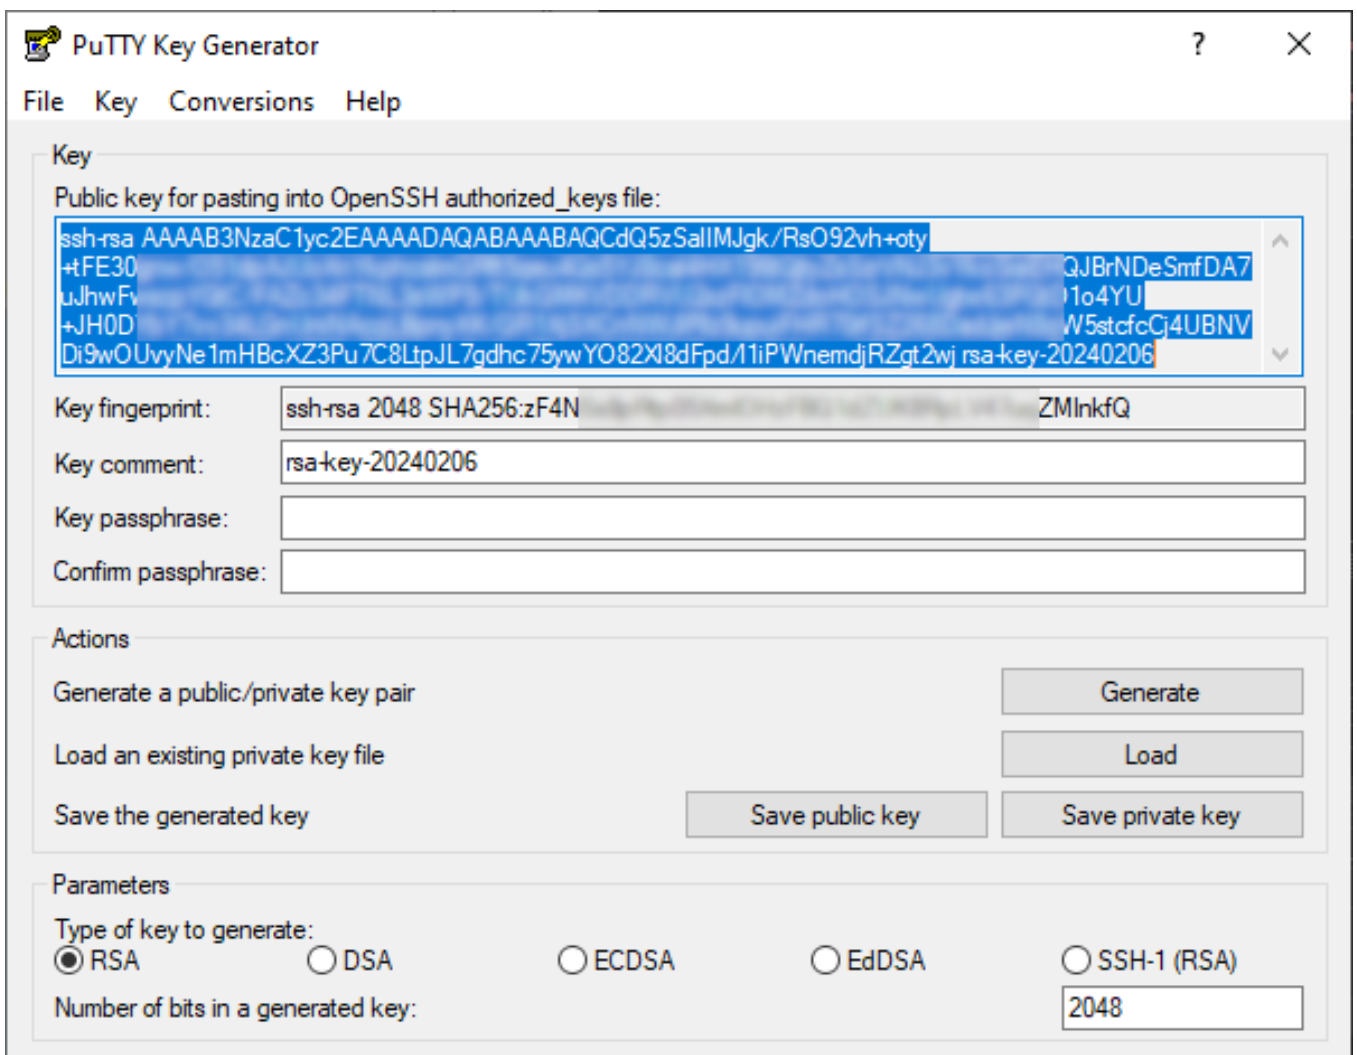 PuTTY Key Generator
?
File Key Conversions Help
Key
Public key for pasting into OpenSSH authorized_keys file:
ssh-rsa AAAAB3NzaC1yc2EAAAADAQABAAABAQCdQ5zSallMJgk/RsO92vh+oty
+tFE30 QJBrNDeSmfDA7
uJhwFw 1o4YU
+JH0D W5stcfcCj4UBNV
Di9wOUvyNe1mHBcXZ3Pu7C8LtpJL7gdhc75ywYO82Xl8dFpd/l1iPWnemdjRZgt2wj rsa-key-20240206
Key fingerprint: ssh-rsa 2048 SHA256:zF4N ZMlnkfQ
Key comment: rsa-key-20240206
Key passphrase:
Confirm passphrase:
Actions
Generate a public/private key pair Generate
Load an existing private key file Load
Save the generated key Save public key Save private key
Parameters
Type of key to generate:
RSA DSA ECDSA EdDSA SSH-1 (RSA)
Number of bits in a generated key: 2048